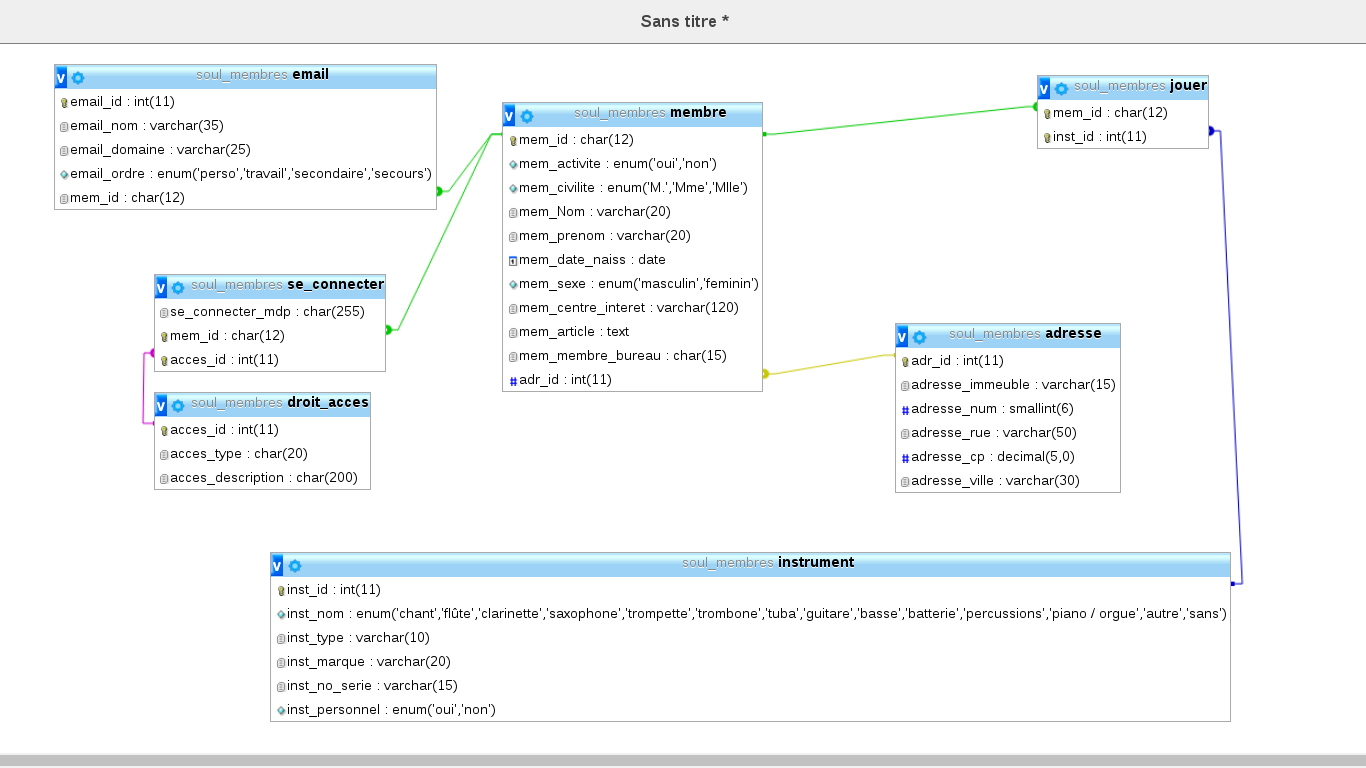 Sans titre *
v soul_membres email
email_id : int(11)
email_nom : varchar(35)
email_domaine : varchar(25)
email_ordre : enum('perso','travail','secondaire','secours')
mem_id : char(12)
v soul_membres membre
mem_id : char(12)
mem_activite : enum('oui','non')
mem_civilite : enum('M.','Mme','Mlle')
mem_Nom : varchar(20)
mem_prenom : varchar(20)
mem_date_naiss : date
mem_sexe : enum('masculin','feminin')
mem_centre_interet : varchar(120)
mem_article : text
mem_membre_bureau : char(15)
# adr_id : int(11)
v soul_membres jouer
mem_id : char(12)
inst_id : int(11)
v soul_membres se_connecter
se_connecter_mdp : char(255)
mem_id : char(12)
acces_id : int(11)
v soul_membres droit_acces
acces_id : int(11)
acces_type : char(20)
acces_description : char(200)
v soul_membres adresse
adr_id : int(11)
adresse_immeuble : varchar(15)
# adresse_num : smallint(6)
adresse_rue : varchar(50)
# adresse_cp : decimal(5,0)
adresse_ville : varchar(30)
v soul_membres instrument
inst_id : int(11)
inst_nom : enum('chant','flûte','clarinette','saxophone','trompette','trombone','tuba','guitare','basse','batterie','percussions','piano / orgue','autre','sans')
inst_type : varchar(10)
inst_marque : varchar(20)
inst_no_serie : varchar(15)
inst_personnel : enum('oui','non')